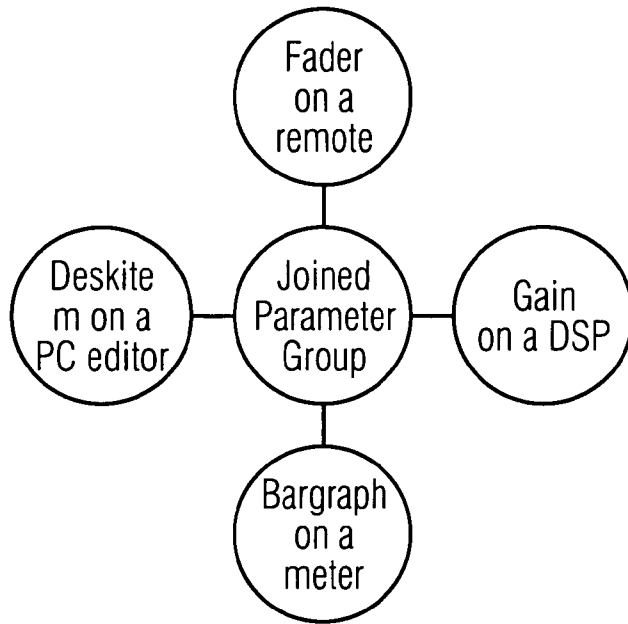 Fader
on a
remote
Deskite
m on a
PC editor
Joined
Parameter
Group
Gain
on a DSP
Bargraph
on a
meter